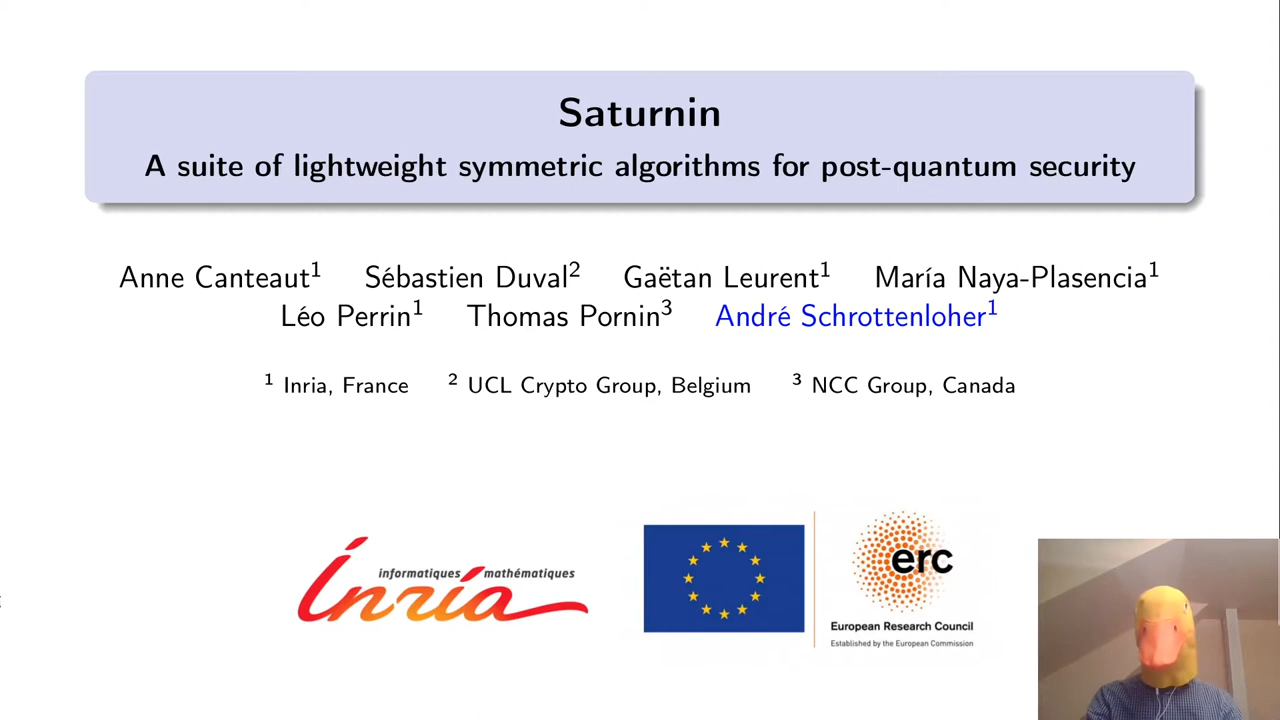 Saturnin
A suite of lightweight symmetric algorithms for post-quantum security
Anne Canteaut¹ Sébastien Duval² Gaëtan Leurent¹ María Naya-Plasencia¹
Léo Perrin¹ Thomas Pornin³ André Schrottenloher¹
¹ Inria, France ² UCL Crypto Group, Belgium ³ NCC Group, Canada
informatiques mathématiques
Inria
erc
European Research Council
Established by the European Commission